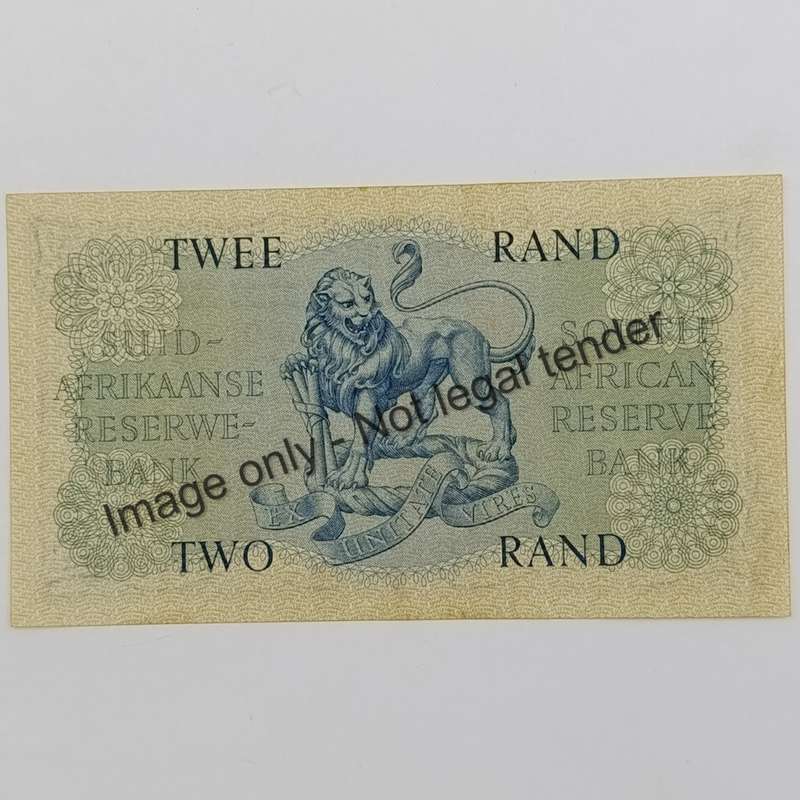 TWEE RAND
SUID-
AFRIKAANSE
RESERWE-
BANK
SOUTH
AFRICAN
RESERVE
BANK
EX
UNITATE
VIRES
TWO RAND
Image only - Not legal tender